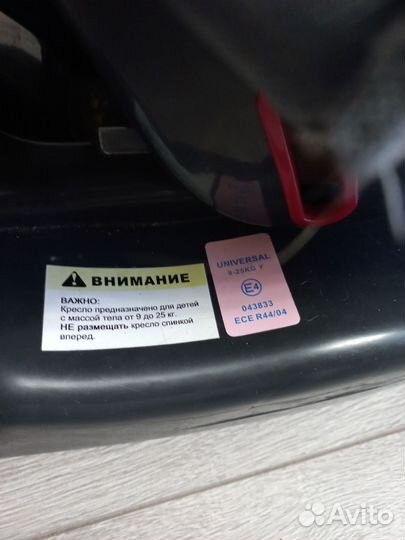 ВНИМАНИЕ
ВАЖНО:
Кресло предназначено для детей
с массой тела от 9 до 25 кг.
НЕ размещать кресло спинкой
вперед.
UNIVERSAL
9-25KG Y
E4
043833
ECE R44/04
Avito